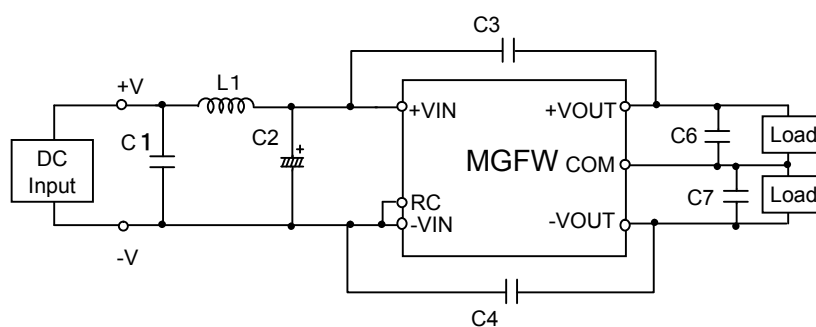 C3
+V
L1
+VIN
+VOUT
C1
C2
+
C6
Load
DC
Input
MGFW
COM
RC
C7
Load
-VIN
-VOUT
-V
C4